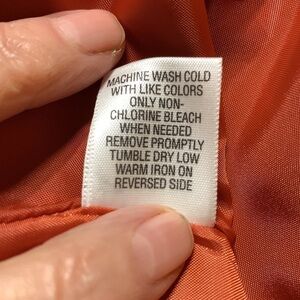 MACHINE WASH COLD
WITH LIKE COLORS
ONLY NON-
CHLORINE BLEACH
WHEN NEEDED
REMOVE PROMPTLY
TUMBLE DRY LOW
WARM IRON ON
REVERSED SIDE